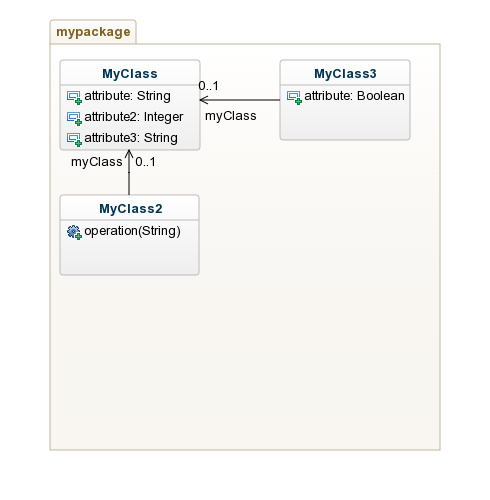 mypackage
MyClass
attribute: String
attribute2: Integer
attribute3: String
0..1
myClass
MyClass3
attribute: Boolean
myClass 0..1
MyClass2
operation(String)